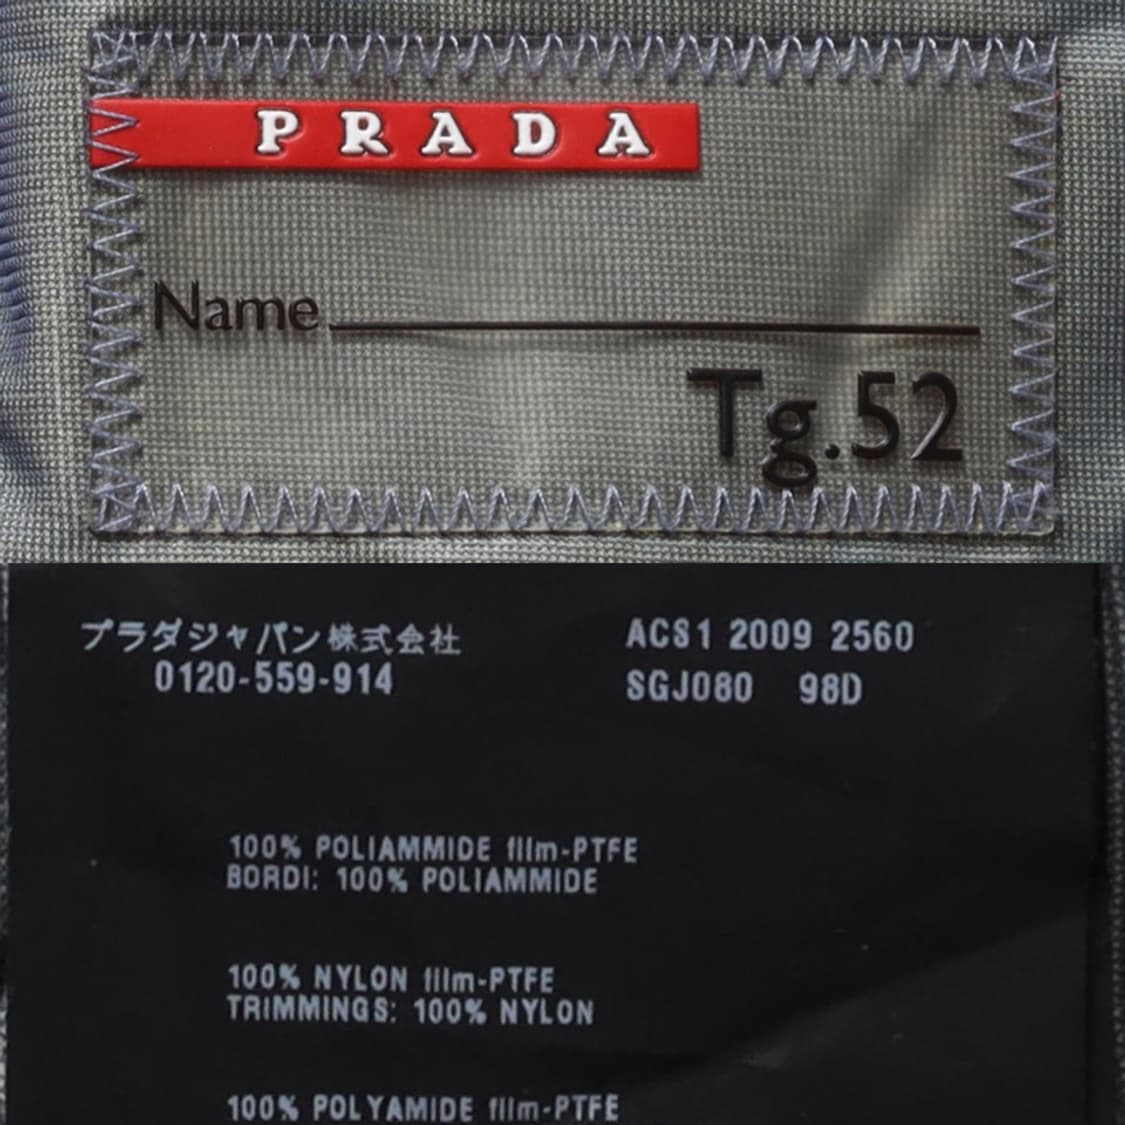 PRADA
Name
Tg.52
プラダジャパン株式会社
0120-559-914
ACS1 2009 2560
SGJ080 98D
100% POLIAMMIDE film-PTFE
BORDI: 100% POLIAMMIDE
100% NYLON film-PTFE
TRIMMINGS: 100% NYLON
100% POLYAMIDE film-PTFE